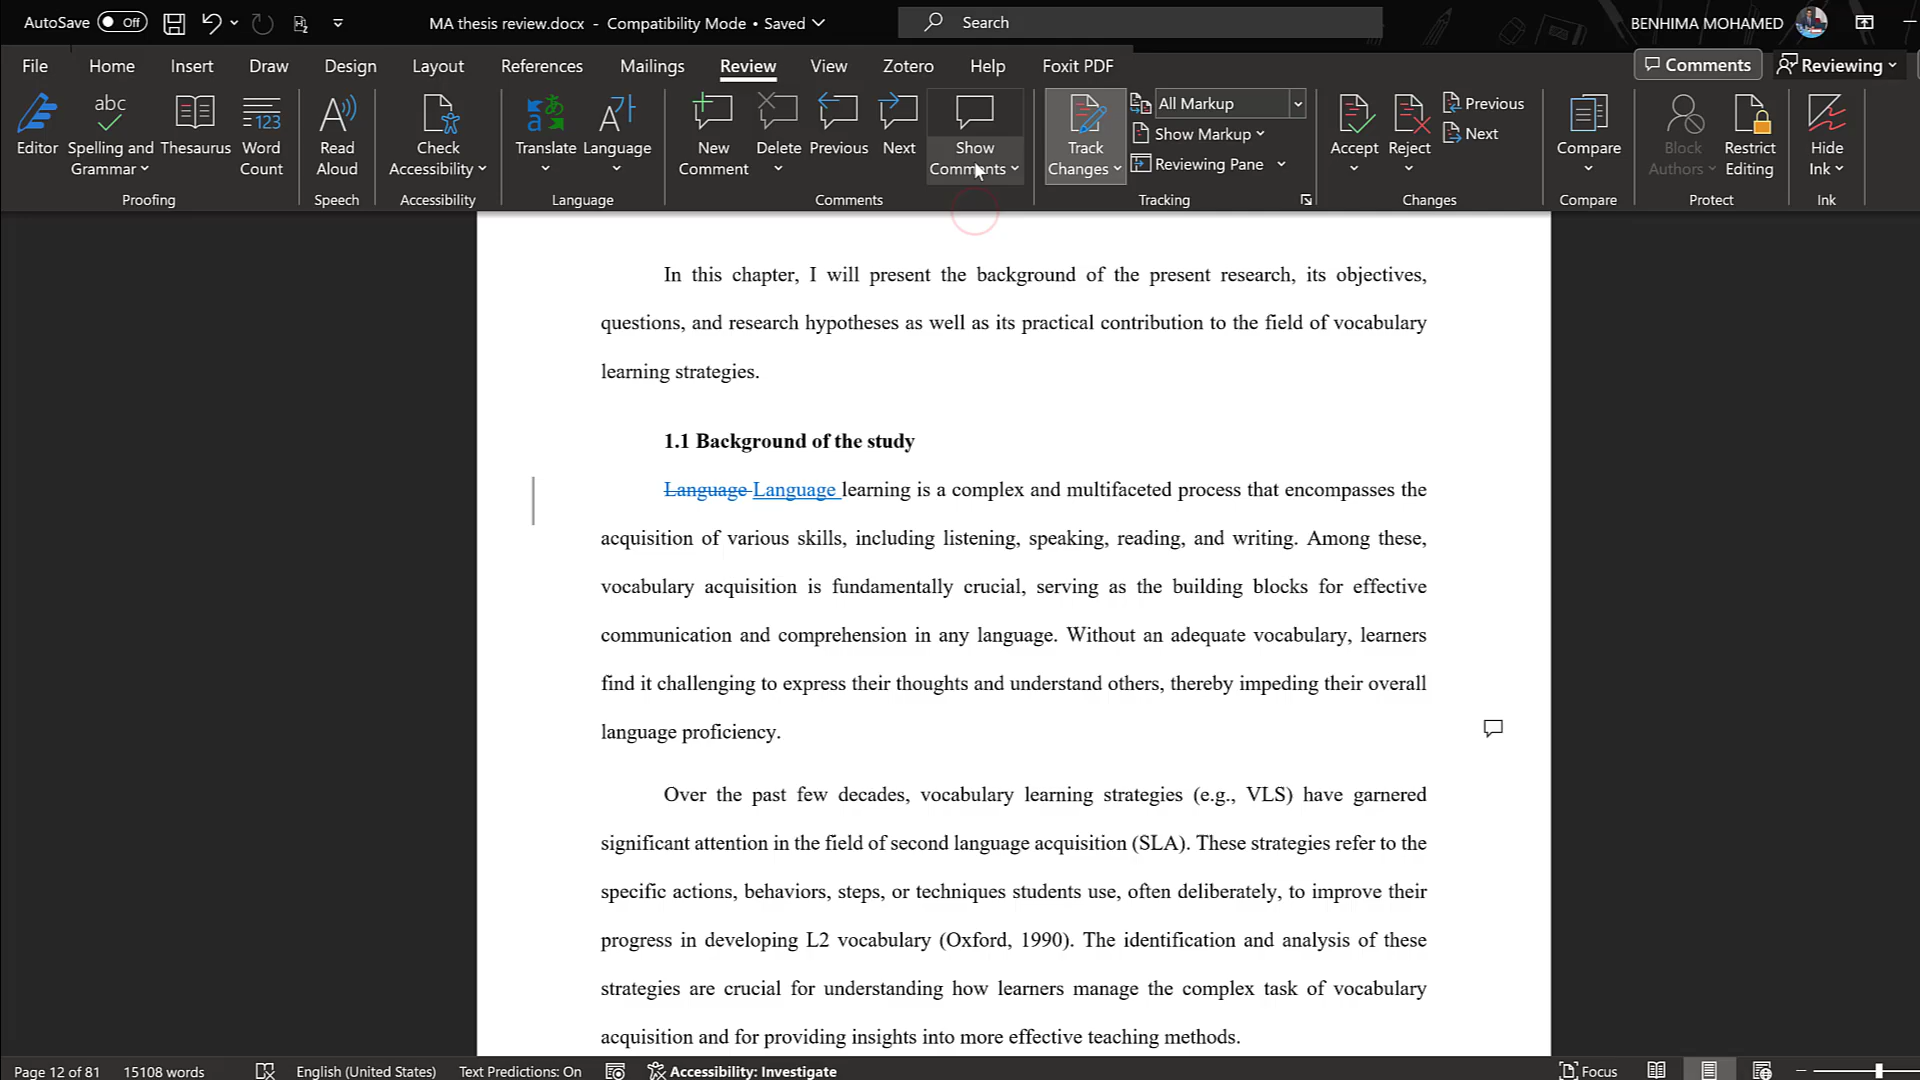 AutoSave Off MA thesis review.docx - Compatibility Mode • Saved Search BENHIMA MOHAMED
File Home Insert Draw Design Layout References Mailings Review View Zotero Help Foxit PDF Comments Reviewing
Editor
abc
Spelling and
Grammar
Thesaurus
123
Word
Count
Proofing
Read
Aloud
Speech
Check
Accessibility
Accessibility
Translate
Language
Language
New
Comment
Delete
Previous
Next
Show
Comments
Comments
Track
Changes
All Markup
Show Markup
Reviewing Pane
Tracking
Accept
Reject
Previous
Next
Changes
Compare
Compare
Block
Authors
Restrict
Editing
Protect
Hide
Ink
Ink
In this chapter, I will present the background of the present research, its objectives,
questions, and research hypotheses as well as its practical contribution to the field of vocabulary
learning strategies.
1.1 Background of the study
Language Language learning is a complex and multifaceted process that encompasses the
acquisition of various skills, including listening, speaking, reading, and writing. Among these,
vocabulary acquisition is fundamentally crucial, serving as the building blocks for effective
communication and comprehension in any language. Without an adequate vocabulary, learners
find it challenging to express their thoughts and understand others, thereby impeding their overall
language proficiency.
Over the past few decades, vocabulary learning strategies (e.g., VLS) have garnered
significant attention in the field of second language acquisition (SLA). These strategies refer to the
specific actions, behaviors, steps, or techniques students use, often deliberately, to improve their
progress in developing L2 vocabulary (Oxford, 1990). The identification and analysis of these
strategies are crucial for understanding how learners manage the complex task of vocabulary
acquisition and for providing insights into more effective teaching methods.
Page 12 of 81 15108 words English (United States) Text Predictions: On Accessibility: Investigate Focus